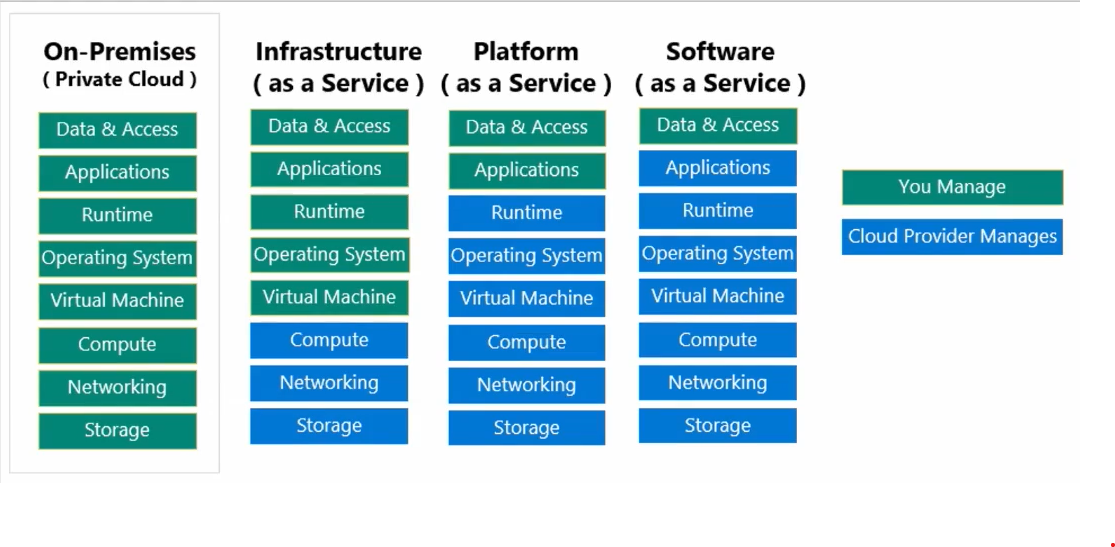 On-Premises
( Private Cloud )
Data & Access
Applications
Runtime
Operating System
Virtual Machine
Compute
Networking
Storage
Infrastructure
( as a Service )
Data & Access
Applications
Runtime
Operating System
Virtual Machine
Compute
Networking
Storage
Platform
( as a Service )
Data & Access
Applications
Runtime
Operating System
Virtual Machine
Compute
Networking
Storage
Software
( as a Service )
Data & Access
Applications
Runtime
Operating System
Virtual Machine
Compute
Networking
Storage
You Manage
Cloud Provider Manages